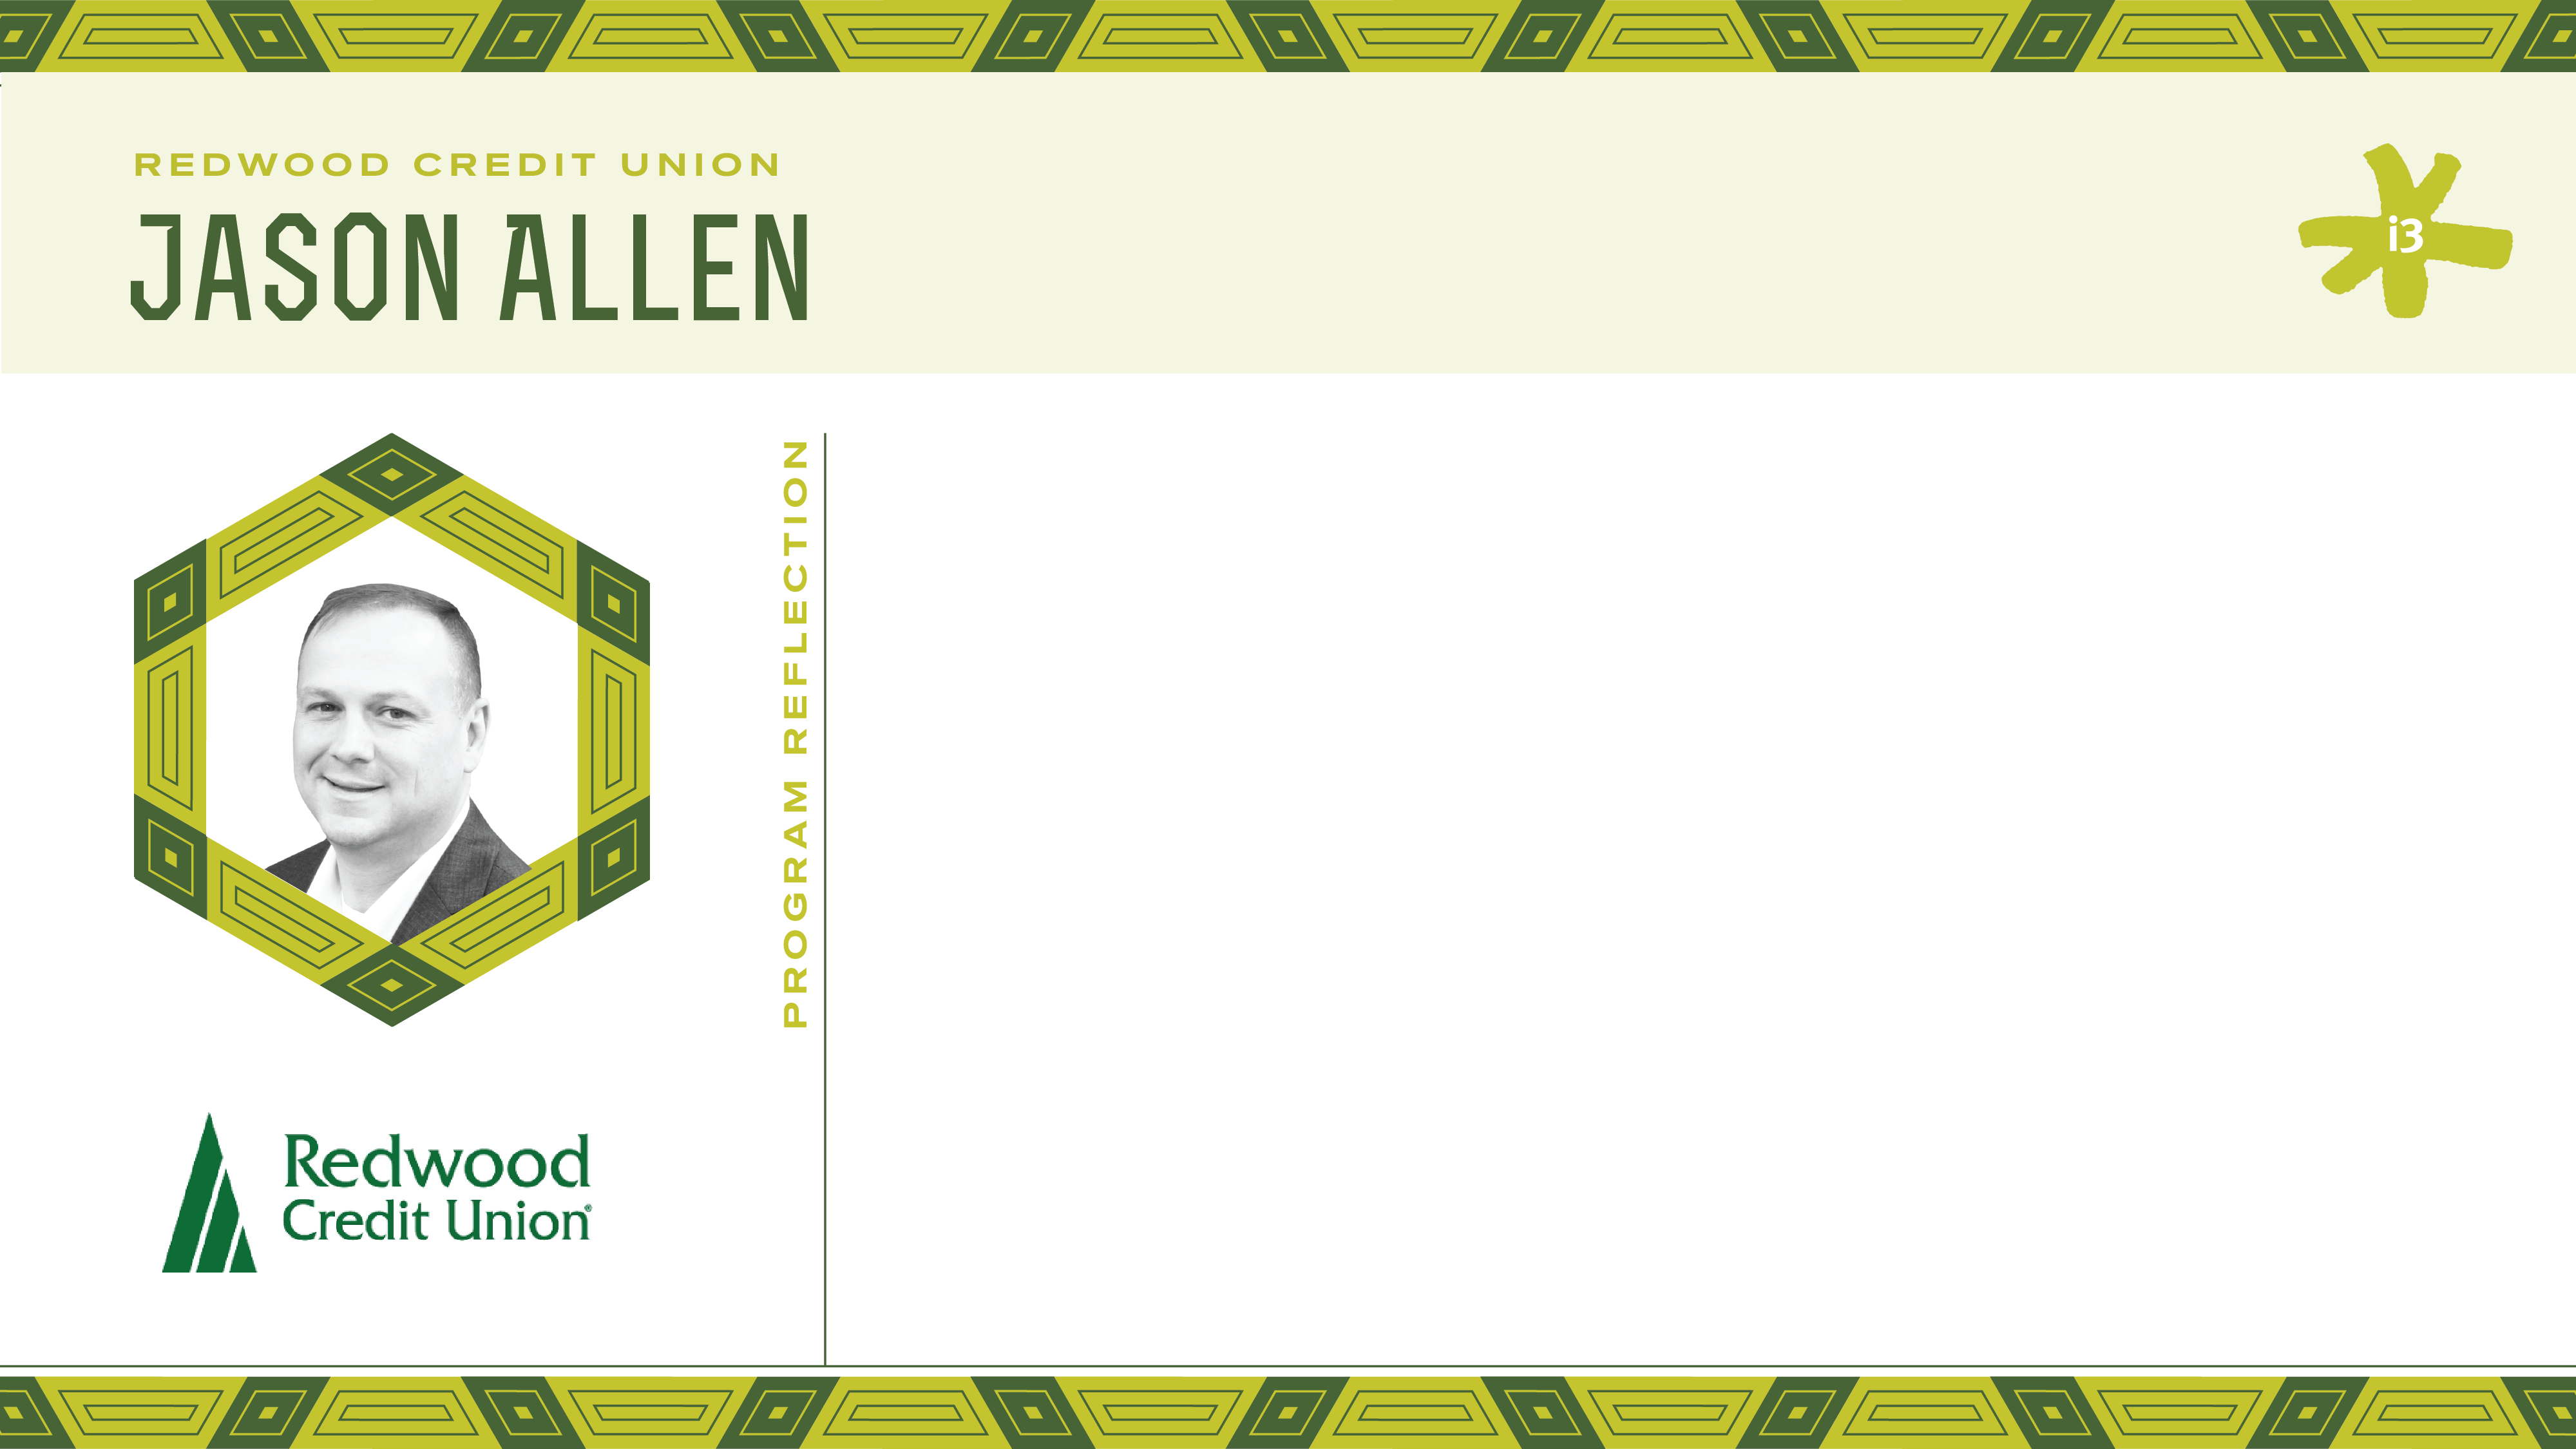 REDWOOD CREDIT UNION
JASON ALLEN
i3
PROGRAM REFLECTION
Redwood
Credit Union®